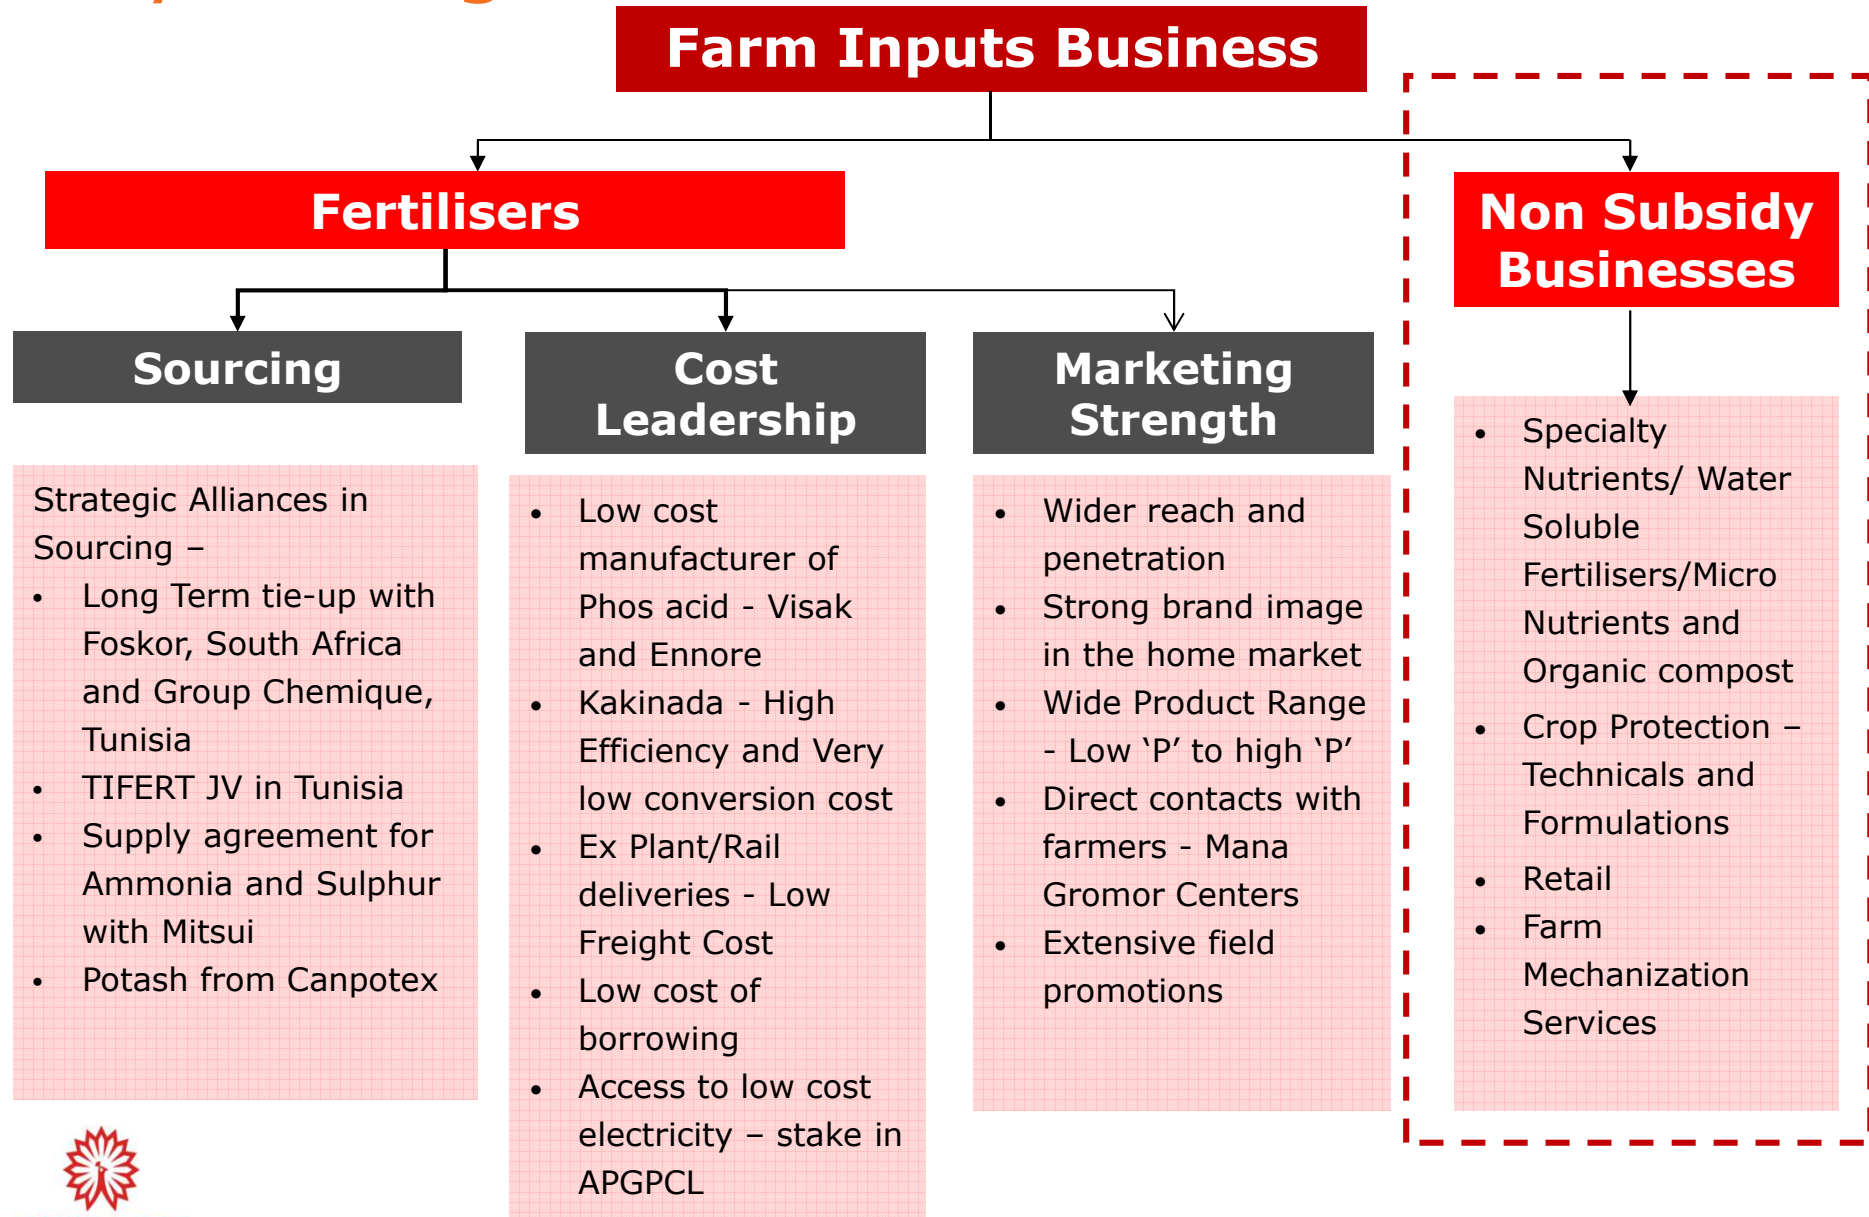 Farm Inputs Business
Fertilisers
Non Subsidy
Businesses
Sourcing
Cost
Leadership
Marketing
Strength
Strategic Alliances in
Sourcing –
• Long Term tie-up with
Foskor, South Africa
and Group Chemique,
Tunisia
• TIFERT JV in Tunisia
• Supply agreement for
Ammonia and Sulphur
with Mitsui
• Potash from Canpotex
• Low cost
manufacturer of
Phos acid - Visak
and Ennore
• Kakinada - High
Efficiency and Very
low conversion cost
• Ex Plant/Rail
deliveries - Low
Freight Cost
• Low cost of
borrowing
• Access to low cost
electricity – stake in
APGPCL
• Wider reach and
penetration
• Strong brand image
in the home market
• Wide Product Range
- Low ‘P’ to high ‘P’
• Direct contacts with
farmers - Mana
Gromor Centers
• Extensive field
promotions
• Specialty
Nutrients/ Water
Soluble
Fertilisers/Micro
Nutrients and
Organic compost
• Crop Protection –
Technicals and
Formulations
• Retail
• Farm
Mechanization
Services